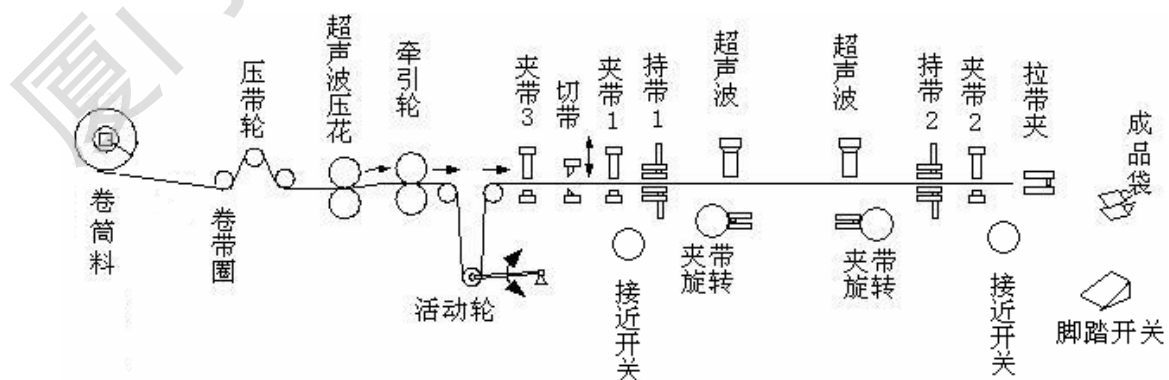 厦门
卷筒料
卷带圈
压带轮
超声波压花
牵引轮
活动轮
夹带3
切带
夹带1
持带1
接近开关
超声波
夹带
旋转
超声波
夹带
旋转
持带2
夹带2
接近开关
拉带夹
成品袋
脚踏开关